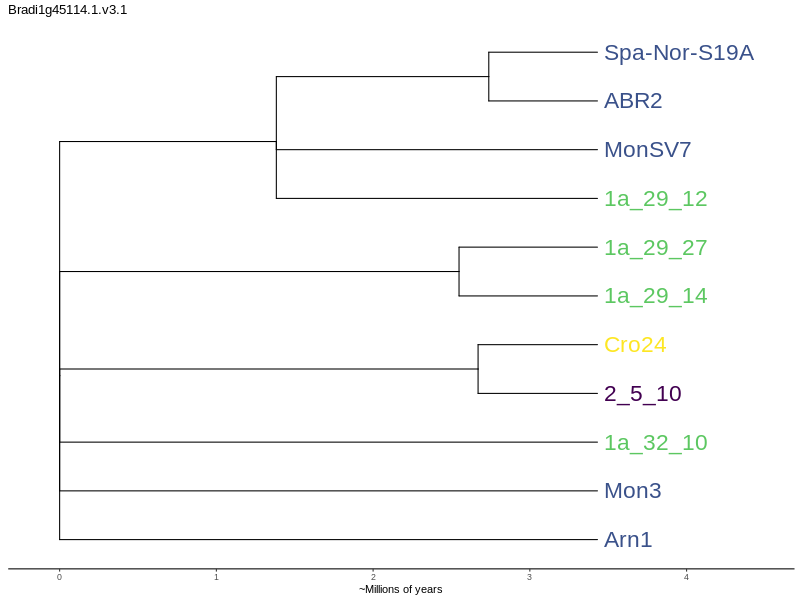 Bradi1g45114.1.v3.1
Spa-Nor-S19A
ABR2
MonSV7
1a_29_12
1a_29_27
1a_29_14
Cro24
2_5_10
1a_32_10
Mon3
Arn1
0 1 2 3 4
~Millions of years